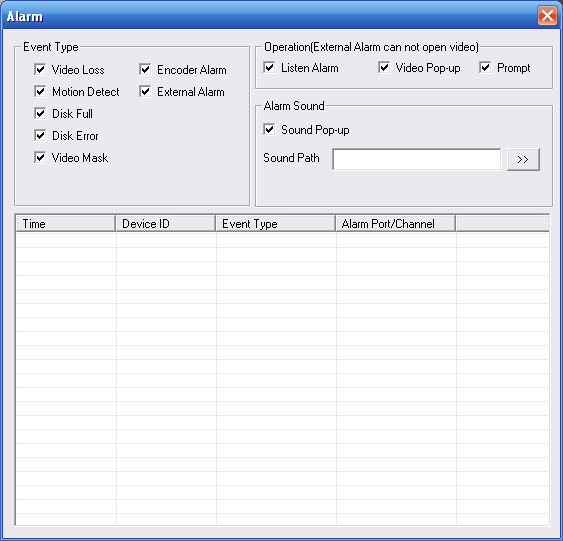 Alarm
Event Type
Video Loss
Encoder Alarm
Motion Detect
External Alarm
Disk Full
Disk Error
Video Mask
Operation(External Alarm can not open video)
Listen Alarm
Video Pop-up
Prompt
Alarm Sound
Sound Pop-up
Sound Path
>>
Time Device ID Event Type Alarm Port/Channel